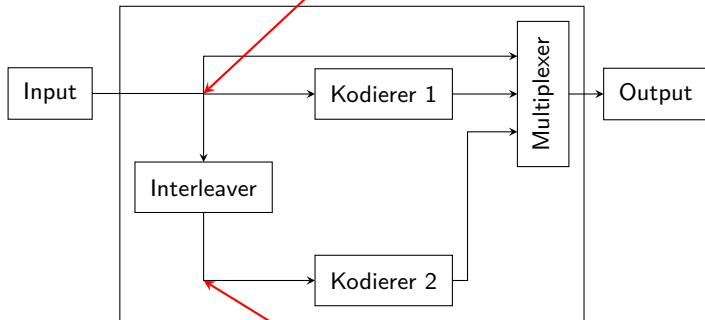 Input
Kodierer 1
Multiplexer
Output
Interleaver
Kodierer 2